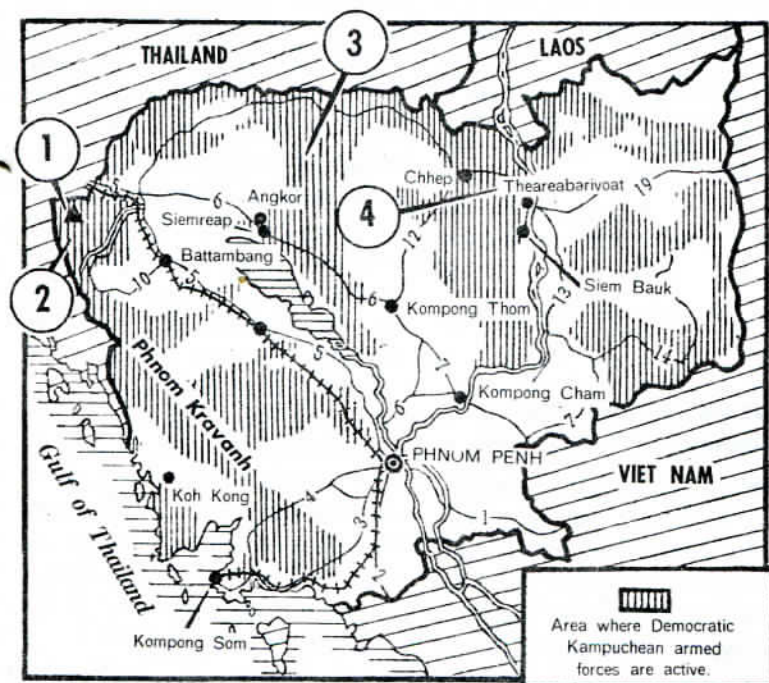 THAILAND
3
LAOS
1
5
6
Angkor
Chhep
Theareabarivoat
19
4
Siemreap
12
2
Battambang
10
5
6
Siem Bauk
13
Kompong Thom
14
5
7
6
Kompong Cham
7
Phnom Kravanh
PHNUM PENH
VIET NAM
Koh Kong
4
3
1
2
Gulf of Thailand
Kompong Som
Area where Democratic
Kampuchean armed
forces are active.